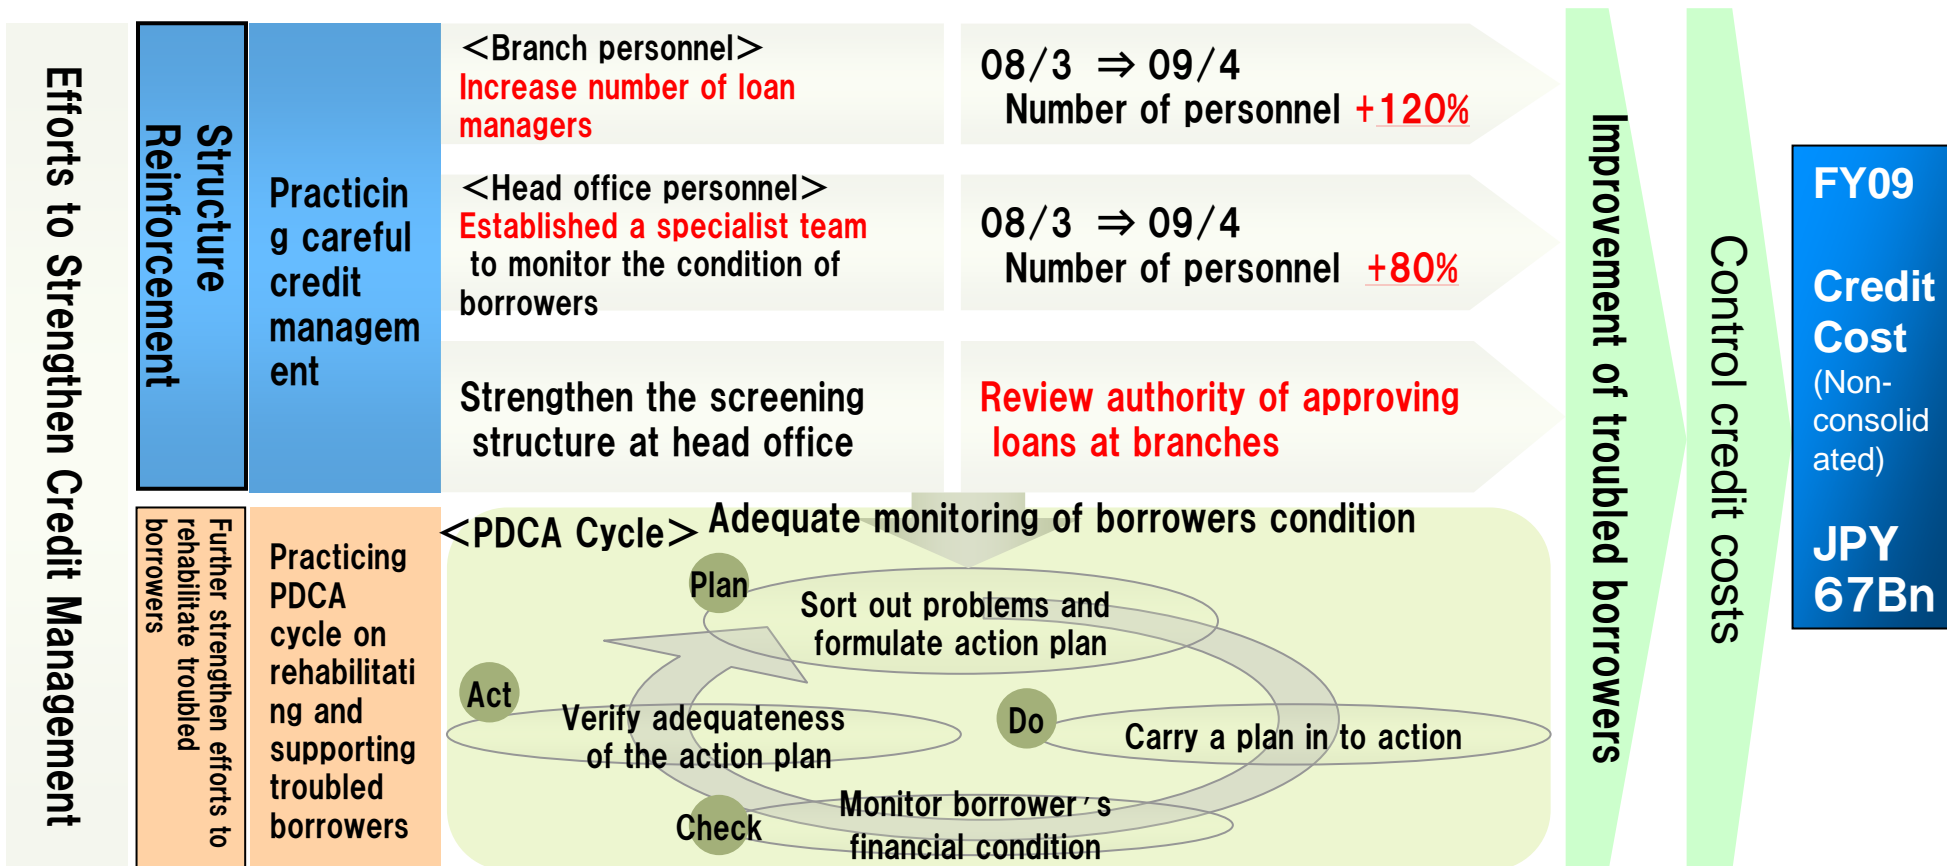 Efforts to Strengthen Credit Management
Structure
Reinforcement
Practicin
g careful
credit
managem
ent
<Branch personnel>
Increase number of loan
managers
08/3 ⇒ 09/4
Number of personnel +120%
<Head office personnel>
Established a specialist team
to monitor the condition of
borrowers
08/3 ⇒ 09/4
Number of personnel +80%
Strengthen the screening
structure at head office
Review authority of approving
loans at branches
Further strengthen efforts to
rehabilitate troubled
borrowers
Practicing
PDCA
cycle on
rehabilitati
ng and
supporting
troubled
borrowers
<PDCA Cycle>
Adequate monitoring of borrowers condition
Plan
Sort out problems and
formulate action plan
Act
Verify adequateness
of the action plan
Do
Carry a plan in to action
Check
Monitor borrower's
financial condition
Improvement of troubled borrowers
Control credit costs
FY09
Credit
Cost
(Non-
consolid
ated)
JPY
67Bn